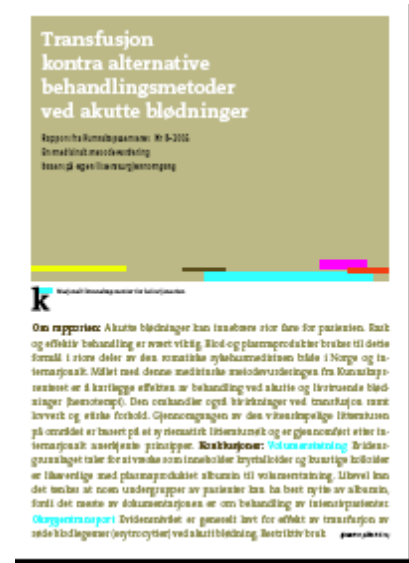 Transfusjon
kontra alternative
behandlingsmetoder
ved akutte blødninger
Rapport fra Kunnskapssenteret Nr 8–2006
En medisinsk metodevurdering
basert på egen litteraturgjennomgang
k Nasjonalt kunnskapssenter for helsetjenesten
Om rapporten: Akutte blødninger kan innebære stor fare for pasienten. Rask
og effektiv behandling er svært viktig. Blod-og plasmaprodukter brukes til dette
formål i store deler av den somatiske sykehusmedisinen både i Norge og in-
ternasjonalt. Målet med denne medisinske metodevurderingen fra Kunnskaps-
senteret er å kartlegge effekten av behandling ved akutte og livstruende blød-
ninger (hemoterapi). Den omhandler også bivirkninger ved transfusjon samt
lovverk og etiske forhold. Gjennomgangen av den vitenskapelige litteraturen
på området er basert på et systematisk litteratursøk og er gjennomført etter in-
ternasjonalt anerkjente prinsipper. Konklusjoner: Volumerstatning Evidens-
grunnlaget taler for at væske som inneholder krystalloider og kunstige kolloider
er likeverdige med plasmaproduktet albumin til volumerstatning. Likevel kan
det tenkes at noen undergrupper av pasienter kan ha best nytte av albumin,
fordi det meste av dokumentasjonen er om behandling av intensivpasienter.
Oksygentransport Evidensnivået er generelt lavt for effekt av transfusjon av
røde blodlegemer (erytrocytter) ved akutt blødning. Restriktiv bruk